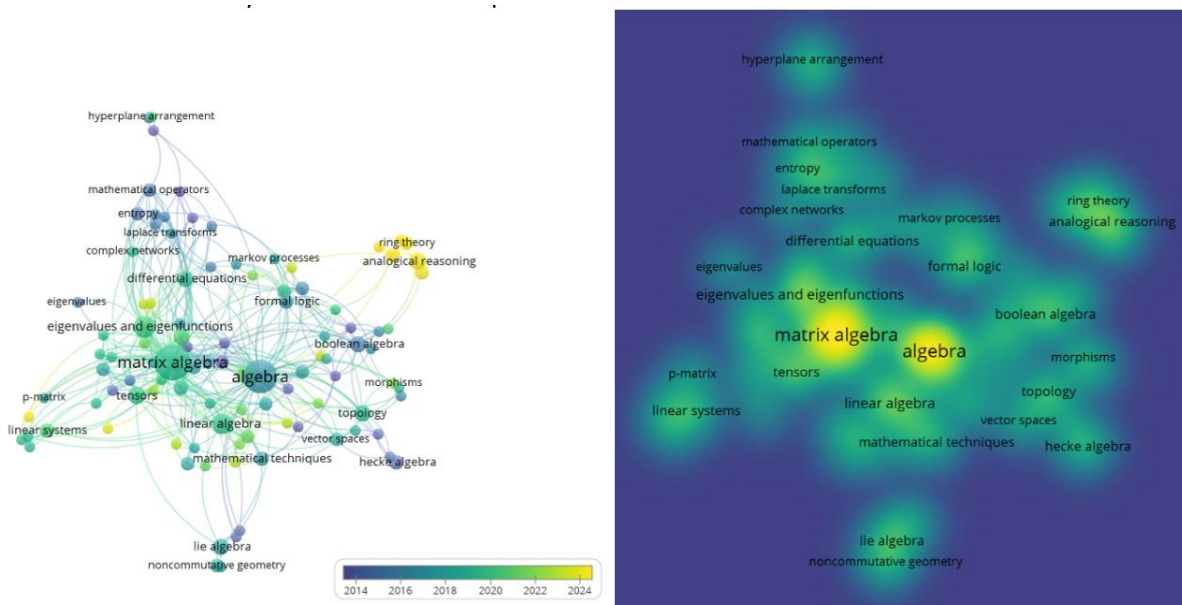 hyperplane arrangement
mathematical operators
entropy
laplace transforms
complex networks
markov processes
ring theory
analogical reasoning
differential equations
formal logic
eigenvalues
eigenvalues and eigenfunctions
boolean algebra
matrix algebra
algebra
morphisms
p-matrix
tensors
topology
linear systems
linear algebra
vector spaces
mathematical techniques
hecke algebra
lie algebra
noncommutative geometry
2014 2016 2018 2020 2022 2024
hyperplane arrangement
mathematical operators
entropy
laplace transforms
complex networks
markov processes
ring theory
analogical reasoning
differential equations
formal logic
eigenvalues
eigenvalues and eigenfunctions
boolean algebra
matrix algebra
algebra
morphisms
p-matrix
tensors
topology
linear systems
linear algebra
vector spaces
mathematical techniques
hecke algebra
lie algebra
noncommutative geometry